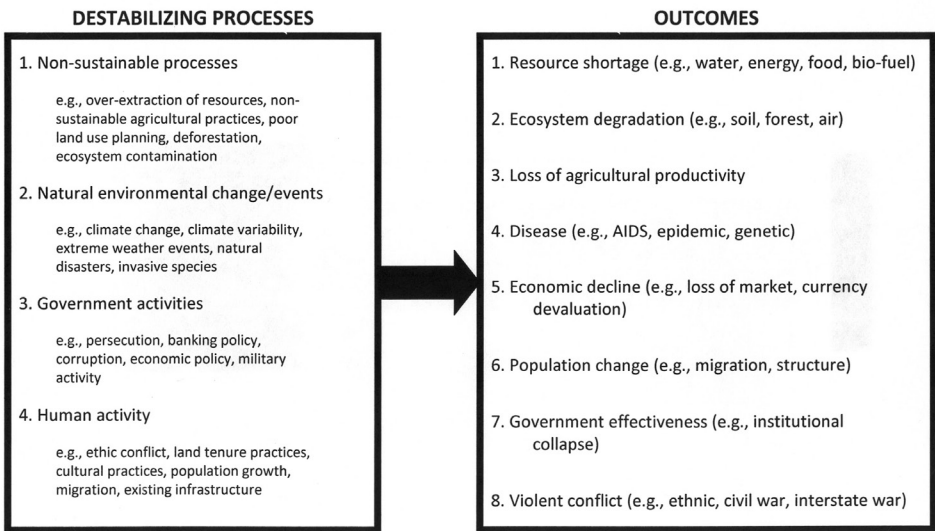 DESTABILIZING PROCESSES
1. Non-sustainable processes
e.g., over-extraction of resources, non-
sustainable agricultural practices, poor
land use planning, deforestation,
ecosystem contamination
2. Natural environmental change/events
e.g., climate change, climate variability,
extreme weather events, natural
disasters, invasive species
3. Government activities
e.g., persecution, banking policy,
corruption, economic policy, military
activity
4. Human activity
e.g., ethic conflict, land tenure practices,
cultural practices, population growth,
migration, existing infrastructure
OUTCOMES
1. Resource shortage (e.g., water, energy, food, bio-fuel)
2. Ecosystem degradation (e.g., soil, forest, air)
3. Loss of agricultural productivity
4. Disease (e.g., AIDS, epidemic, genetic)
5. Economic decline (e.g., loss of market, currency
devaluation)
6. Population change (e.g., migration, structure)
7. Government effectiveness (e.g., institutional
collapse)
8. Violent conflict (e.g., ethnic, civil war, interstate war)